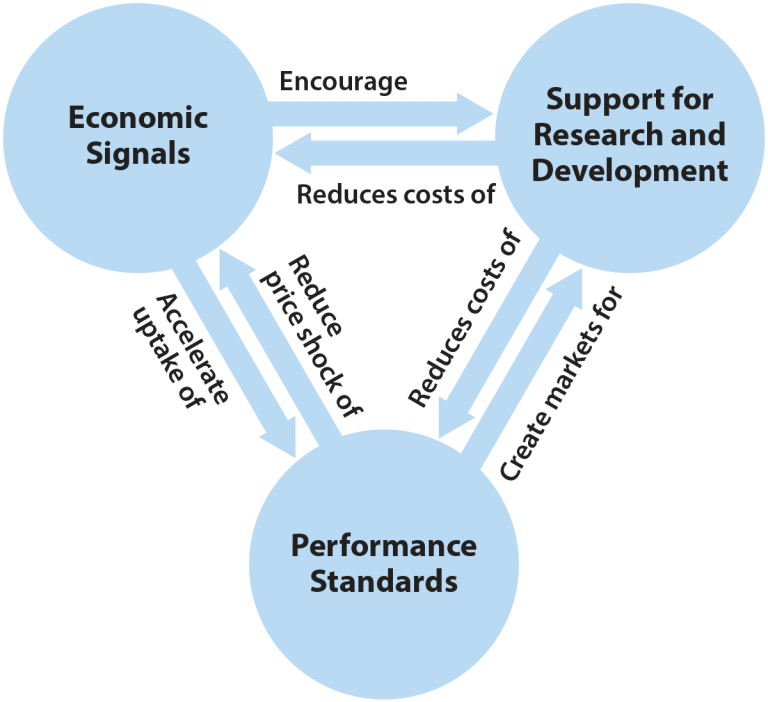 Economic
Signals
Encourage
Reduces costs of
Support for
Research and
Development
Accelerate
uptake of
Reduce
price shock of
Reduces costs of
Create markets for
Performance
Standards